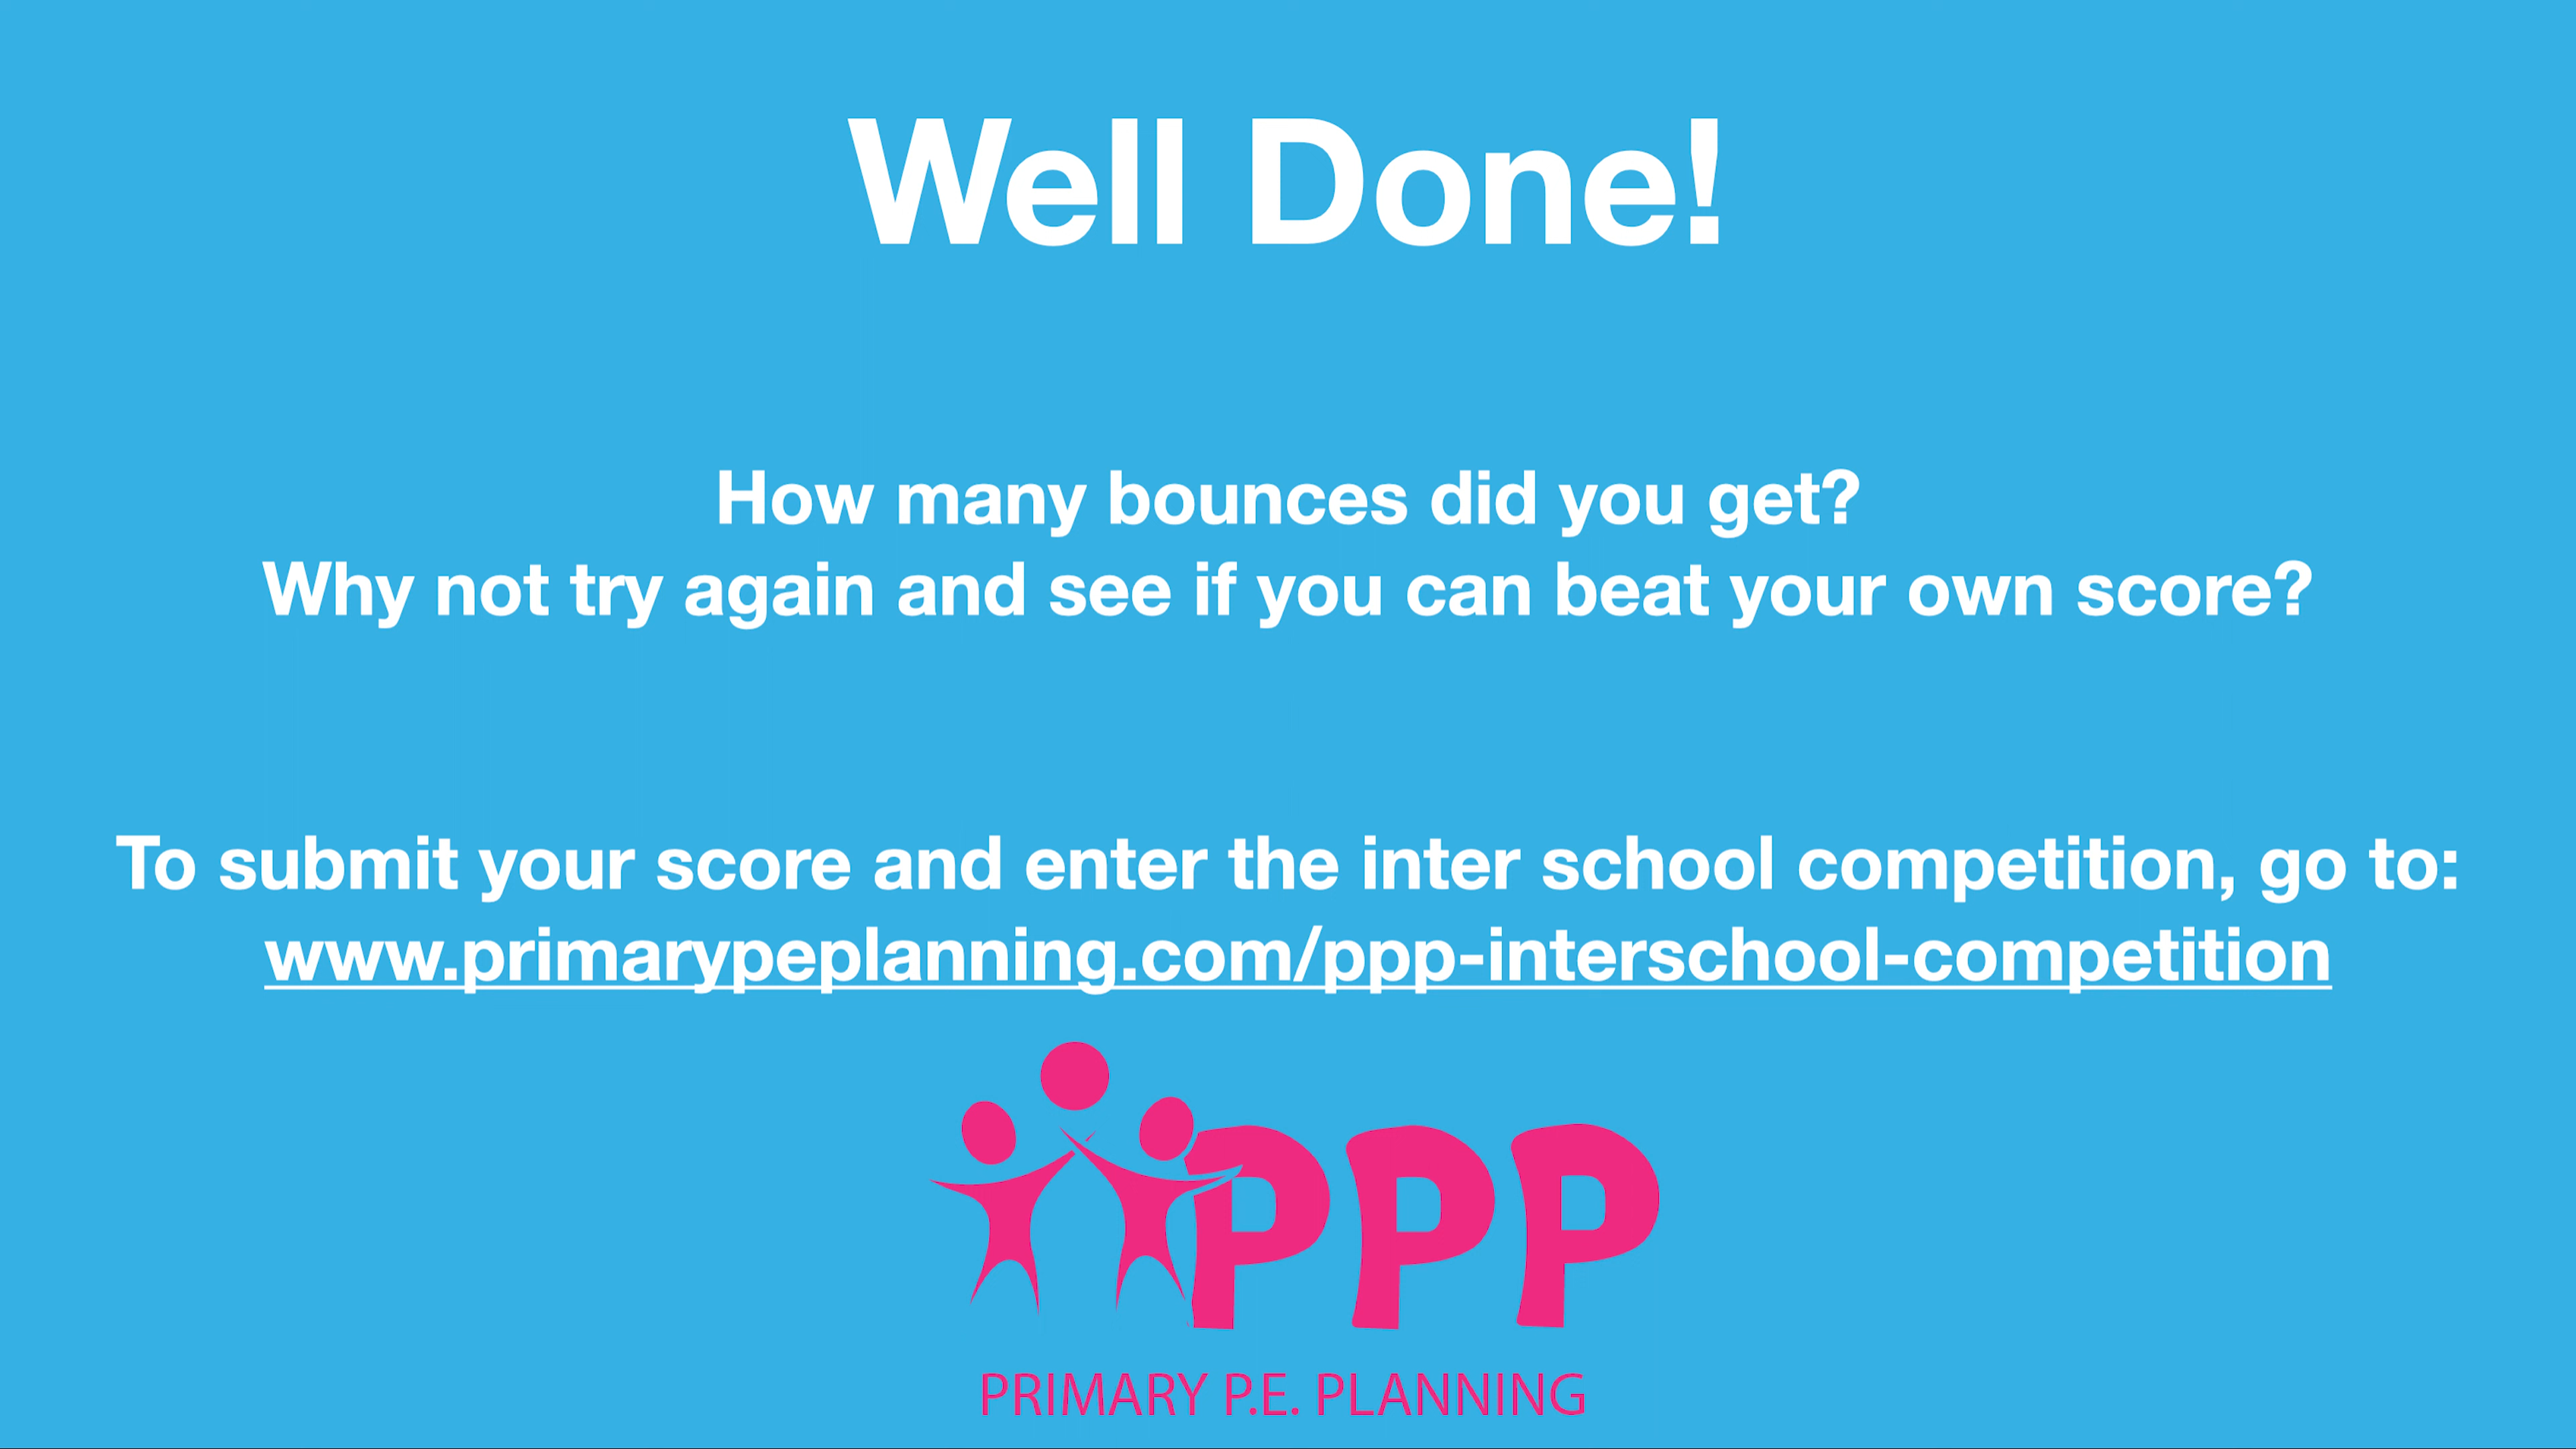 Well Done!
How many bounces did you get?
Why not try again and see if you can beat your own score?
To submit your score and enter the inter school competition, go to:
www.primarypeplanning.com/ppp-interschool-competition
PPP
PRIMARY P.E. PLANNING